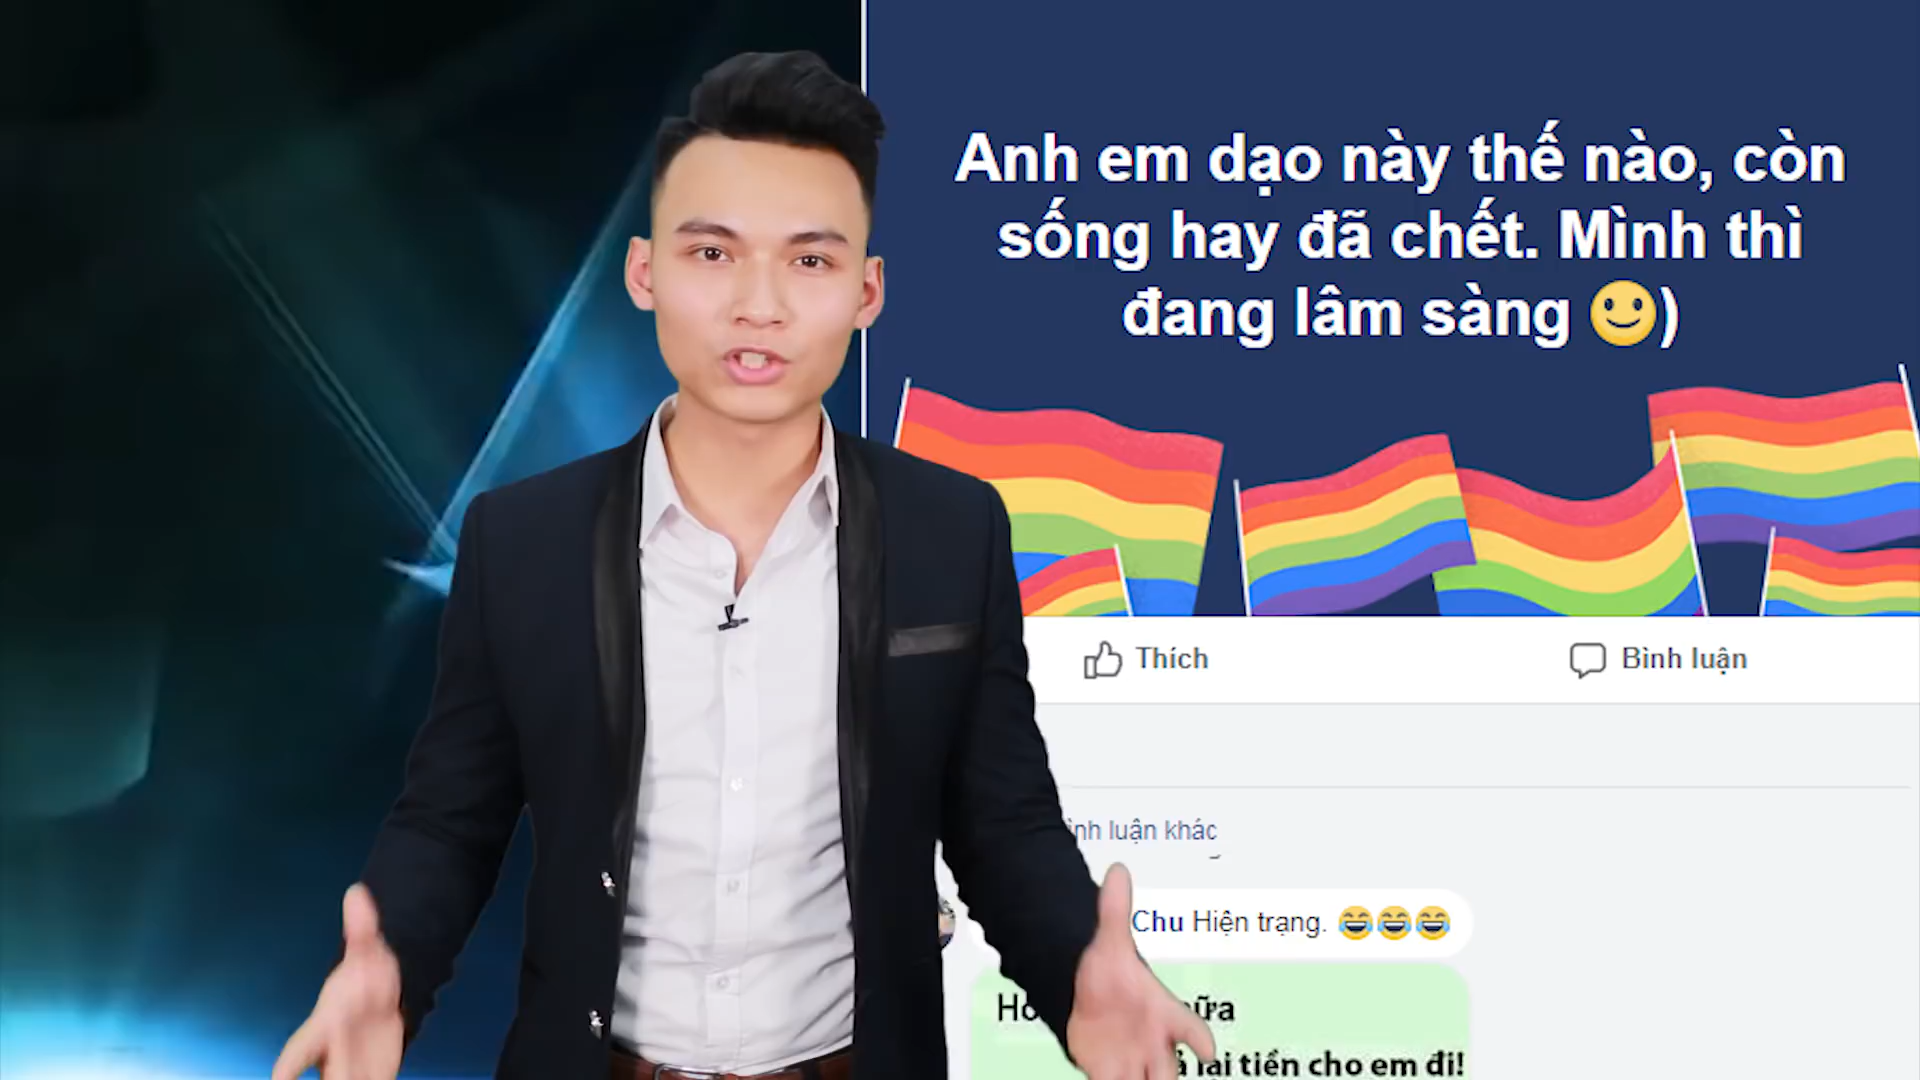 Anh em dạo này thế nào, còn
sống hay đã chết. Mình thì
đang lâm sàng 🙂)
Thích
Bình luận
luận khác
Chu Hiện trạng. 😂😂😂
lại tiền cho em đi!